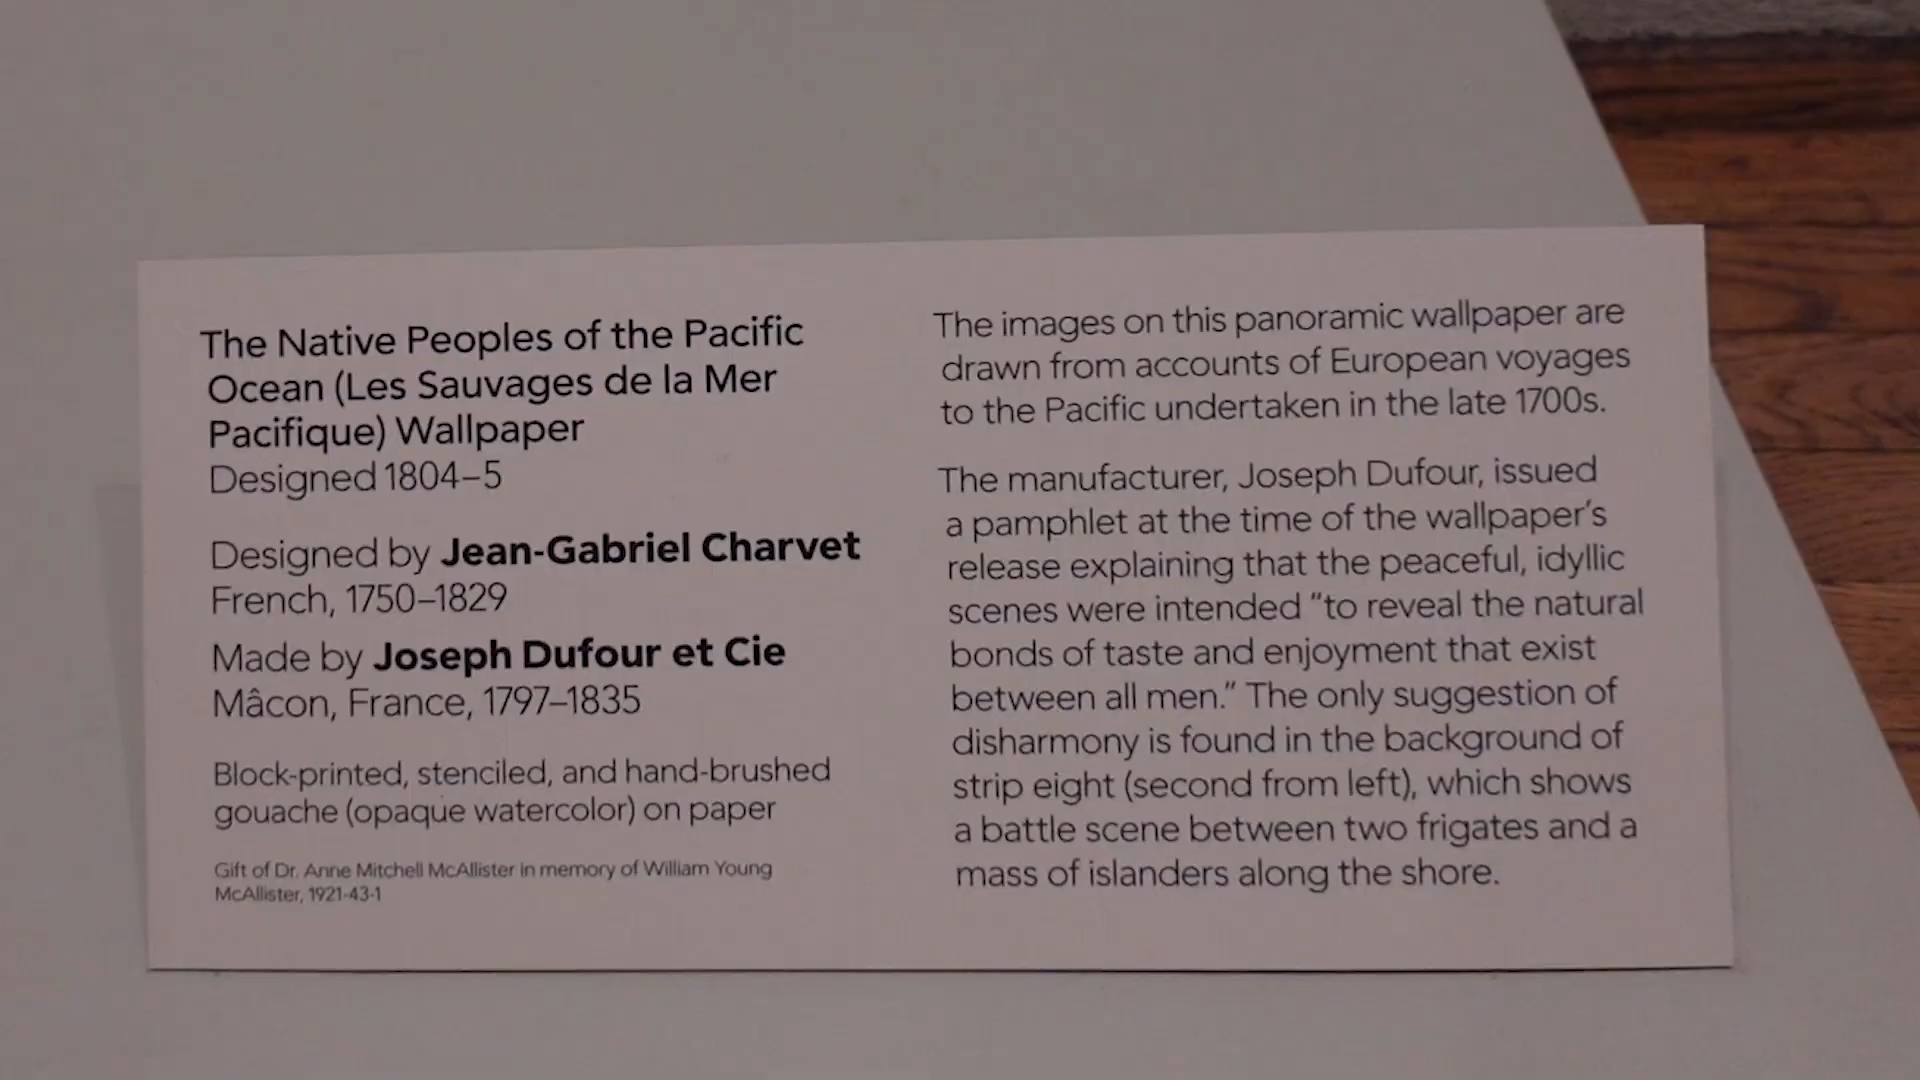 The Native Peoples of the Pacific
Ocean (Les Sauvages de la Mer
Pacifique) Wallpaper
Designed 1804–5
Designed by Jean-Gabriel Charvet
French, 1750–1829
Made by Joseph Dufour et Cie
Mâcon, France, 1797–1835
Block-printed, stenciled, and hand-brushed
gouache (opaque watercolor) on paper
Gift of Dr. Anne Mitchell McAllister in memory of William Young
McAllister, 1921-43-1
The images on this panoramic wallpaper are
drawn from accounts of European voyages
to the Pacific undertaken in the late 1700s.
The manufacturer, Joseph Dufour, issued
a pamphlet at the time of the wallpaper’s
release explaining that the peaceful, idyllic
scenes were intended “to reveal the natural
bonds of taste and enjoyment that exist
between all men.” The only suggestion of
disharmony is found in the background of
strip eight (second from left), which shows
a battle scene between two frigates and a
mass of islanders along the shore.